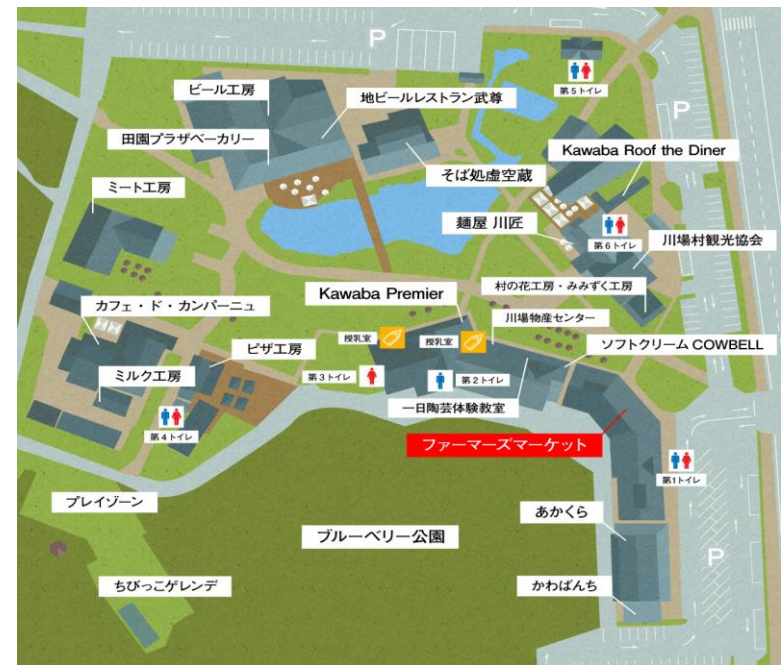 P
ビール工房
地ビールレストラン武尊
第5トイレ
P
田園プラザベーカリー
Kawaba Roof the Diner
そば処虚空蔵
ミート工房
麺屋 川匠
第6トイレ
川場村観光協会
村の花工房・みみずく工房
Kawaba Premier
カフェ・ド・カンパーニュ
川場物産センター
授乳室
授乳室
ソフトクリーム COWBELL
ピザ工房
第3トイレ
第2トイレ
ミルク工房
一日陶芸体験教室
第4トイレ
ファーマーズマーケット
第1トイレ
プレイゾーン
あかくら
ブルーベリー公園
P
ちびっこゲレンデ
かわばんち